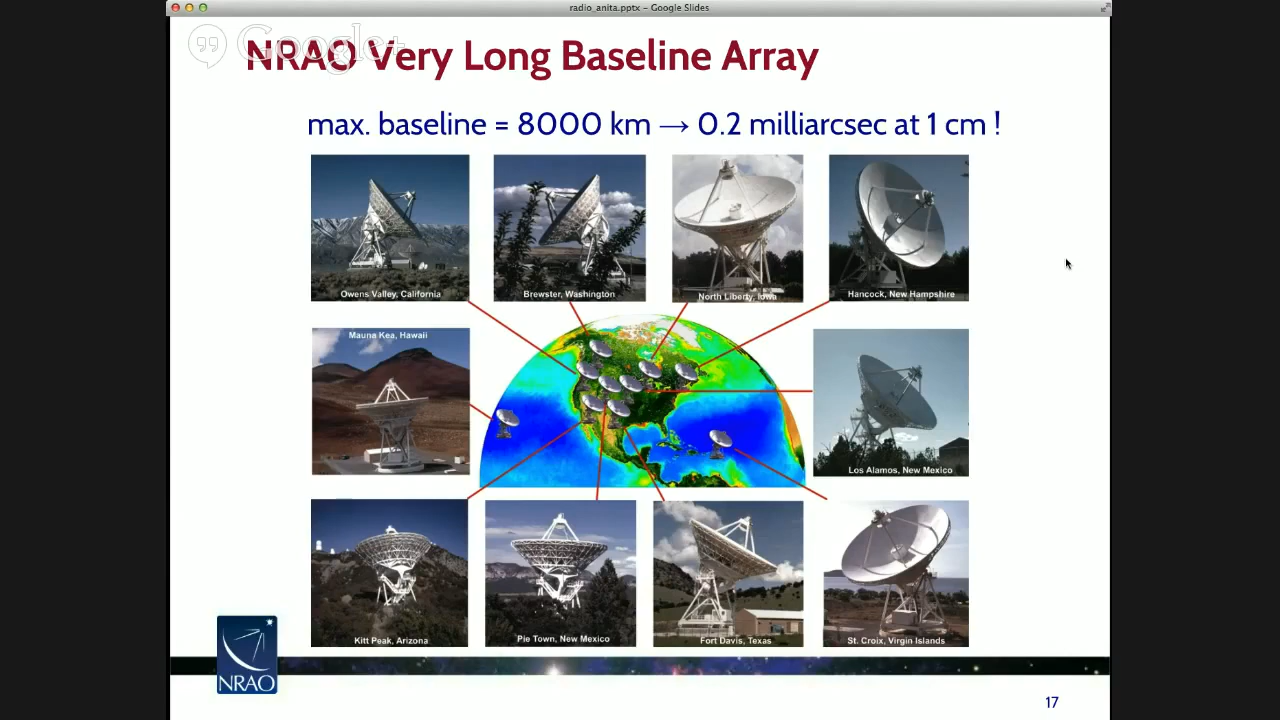 radio_anita.pptx – Google Slides
Google+
NRAO Very Long Baseline Array
max. baseline = 8000 km → 0.2 milliarcsec at 1 cm !
Owens Valley, California
Brewster, Washington
North Liberty, Iowa
Hancock, New Hampshire
Mauna Kea, Hawaii
Los Alamos, New Mexico
Kitt Peak, Arizona
Pie Town, New Mexico
Fort Davis, Texas
St. Croix, Virgin Islands
NRAO
17